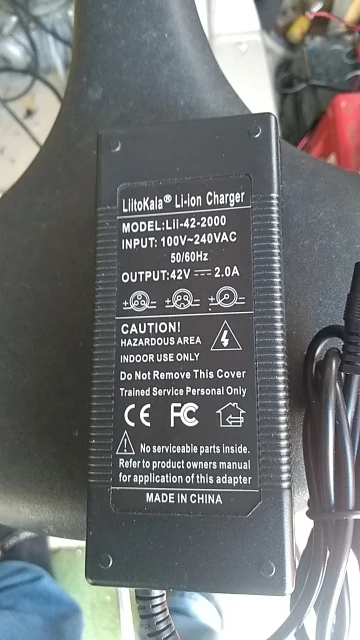 LiitoKala® Li-ion Charger
MODEL:Lii-42-2000
INPUT: 100V~240VAC
50/60Hz
OUTPUT:42V ⎓ 2.0A
CAUTION!
HAZARDOUS AREA
INDOOR USE ONLY
Do Not Remove This Cover
Trained Service Personal Only
CE FC
No serviceable parts inside.
Refer to product owners manual
for application of this adapter
MADE IN CHINA